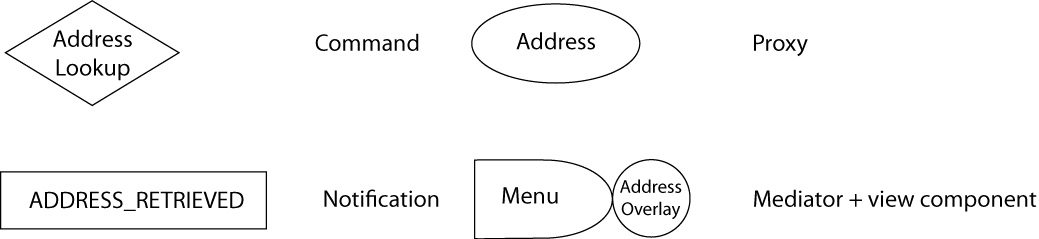 Address
Lookup
Command
Address
Proxy
ADDRESS_RETRIEVED
Notification
Menu
Address
Overlay
Mediator + view component